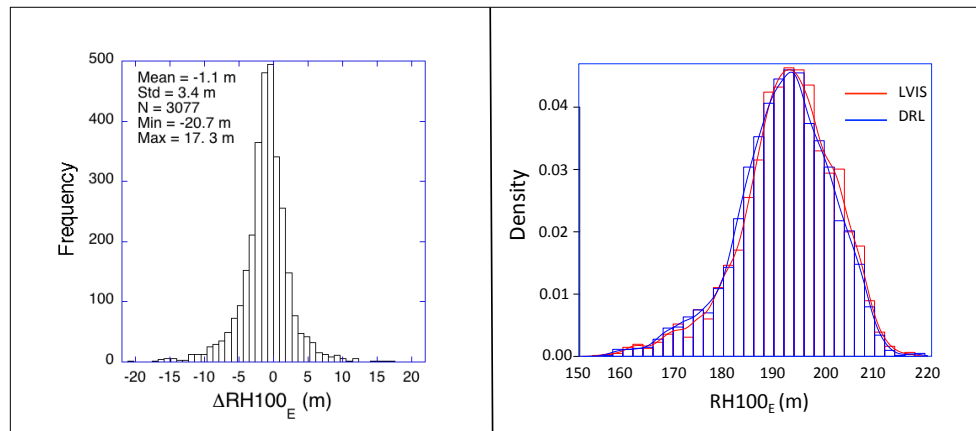 500
400
300
200
100
0
Frequency
Mean = -1.1 m
Std = 3.4 m
N = 3077
Min = -20.7 m
Max = 17. 3 m
-20 -15 -10 -5 0 5 10 15 20
ΔRH100E (m)
0.04
0.03
0.02
0.01
0.00
Density
LVIS
DRL
150 160 170 180 190 200 210 220
RH100E (m)